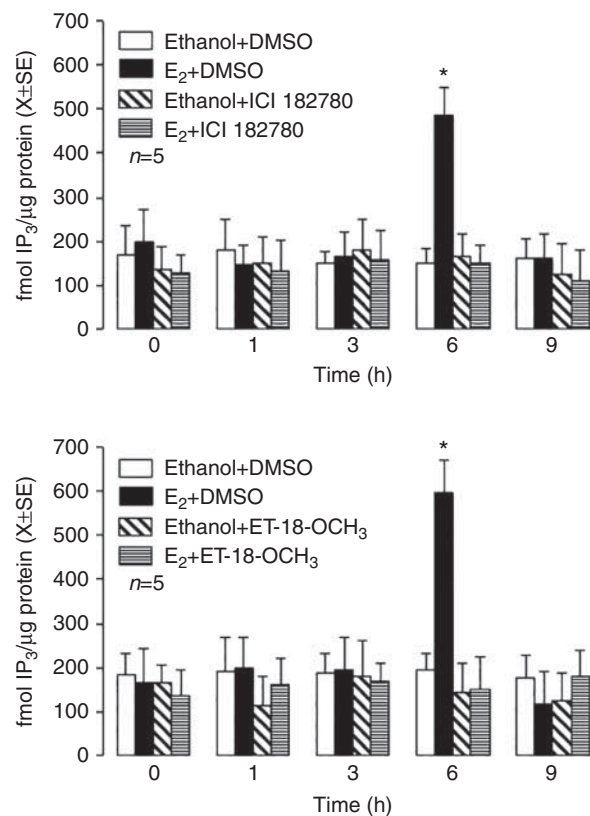 fmol IP₃/µg protein (X±SE)
700
600
500
400
300
200
100
0
Ethanol+DMSO
E₂+DMSO
Ethanol+ICI 182780
E₂+ICI 182780
n=5
*
0 1 3 6 9
Time (h)
fmol IP₃/µg protein (X±SE)
700
600
500
400
300
200
100
0
Ethanol+DMSO
E₂+DMSO
Ethanol+ET-18-OCH₃
E₂+ET-18-OCH₃
n=5
*
0 1 3 6 9
Time (h)